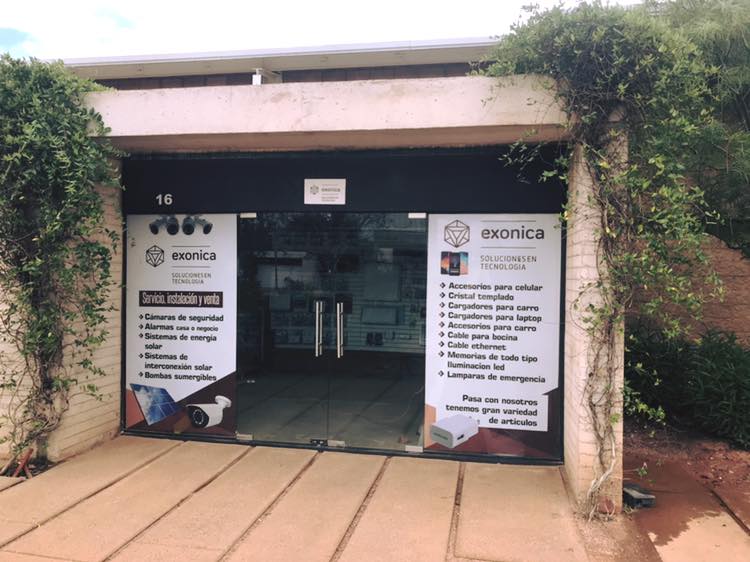 16
exonica
exonica
SOLUCIONES EN
TECNOLOGIA
Servicio, instalación y venta
Cámaras de seguridad
Alarmas casa o negocio
Sistemas de energia
solar
Sistemas de
interconexión solar
Bombas sumergibles
exonica
SOLUCIONES EN
TECNOLOGIA
Accesorios para celular
Cristal templado
Cargadores para carro
Cargadores para laptop
Accesorios para carro
Cable para bocina
Cable ethernet
Memorias de todo tipo
Iluminacion led
Lamparas de emergencia
Pasa con nosotros
tenemos gran variedad
de articulos